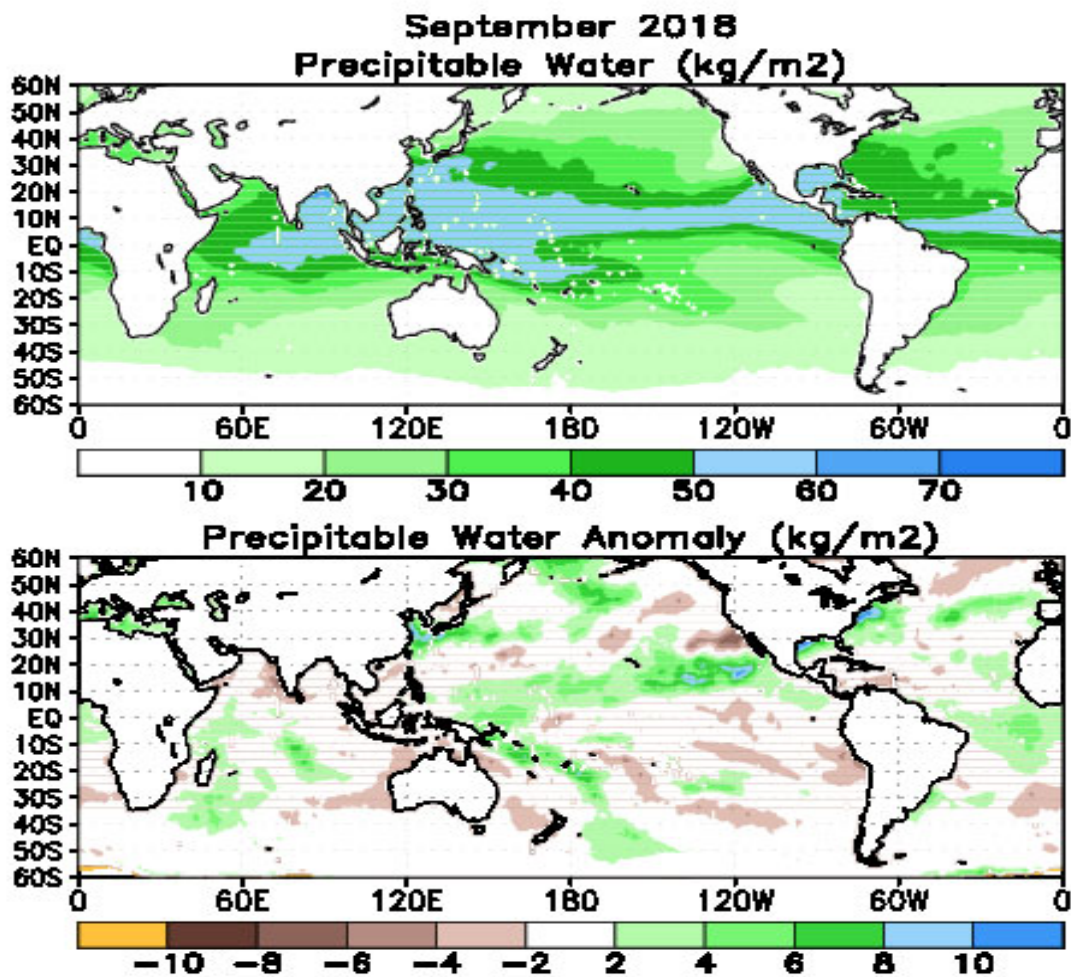 September 2018
Precipitable Water (kg/m2)
60N
50N
40N
30N
20N
10N
EQ
10S
20S
30S
40S
50S
60S
0 60E 120E 180 120W 60W 0
10 20 30 40 50 60 70
Precipitable Water Anomaly (kg/m2)
60N
50N
40N
30N
20N
10N
EQ
10S
20S
30S
40S
50S
60S
0 60E 120E 180 120W 60W 0
-10 -8 -6 -4 -2 2 4 6 8 10